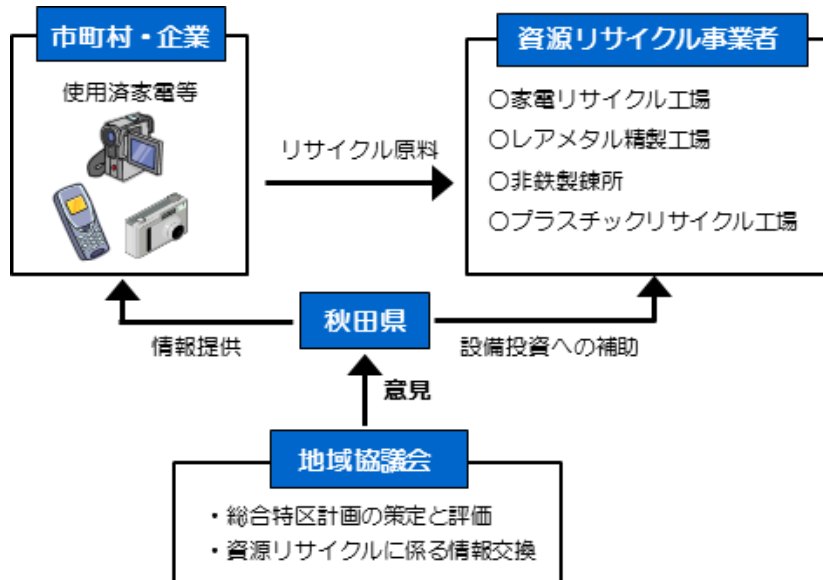 市町村・企業
使用済家電等
リサイクル原料
資源リサイクル事業者
○家電リサイクル工場
○レアメタル精製工場
○非鉄製錬所
○プラスチックリサイクル工場
秋田県
情報提供
設備投資への補助
意見
地域協議会
・総合特区計画の策定と評価
・資源リサイクルに係る情報交換